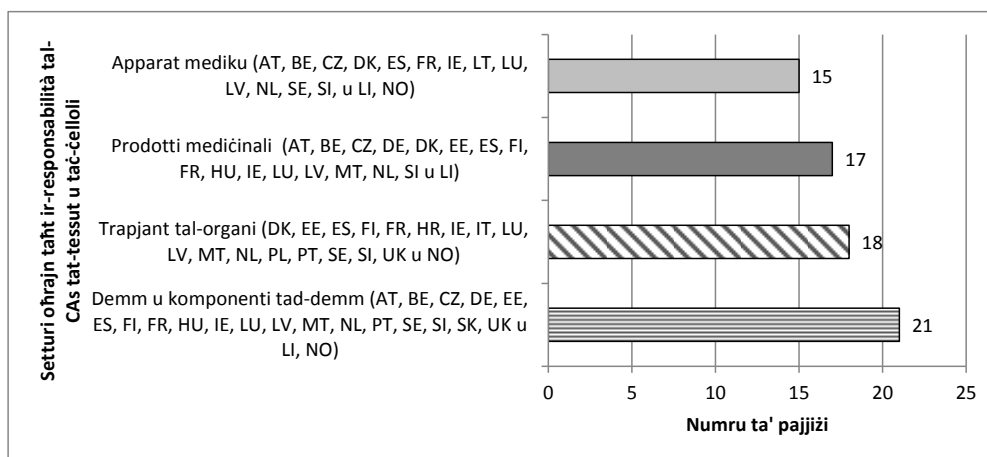 Setturi oħrajn taħt ir-responsabilità tal-
CAs tat-tessut u taċ-ċelloli
Apparat mediku (AT, BE, CZ, DK, ES, FR, IE, LT, LU,
LV, NL, SE, SI, u LI, NO)
15
Prodotti mediċinali (AT, BE, CZ, DE, DK, EE, ES, FI,
FR, HU, IE, LU, LV, MT, NL, SI u LI)
17
Trapjant tal-organi (DK, EE, ES, FI, FR, HR, IE, IT, LU,
LV, MT, NL, PL, PT, SE, SI, UK u NO)
18
Demm u komponenti tad-demm (AT, BE, CZ, DE, EE,
ES, FI, FR, HU, IE, LU, LV, MT, NL, PT, SE, SI, SK, UK u
LI, NO)
21
0 5 10 15 20 25
Numru ta' pajjiżi